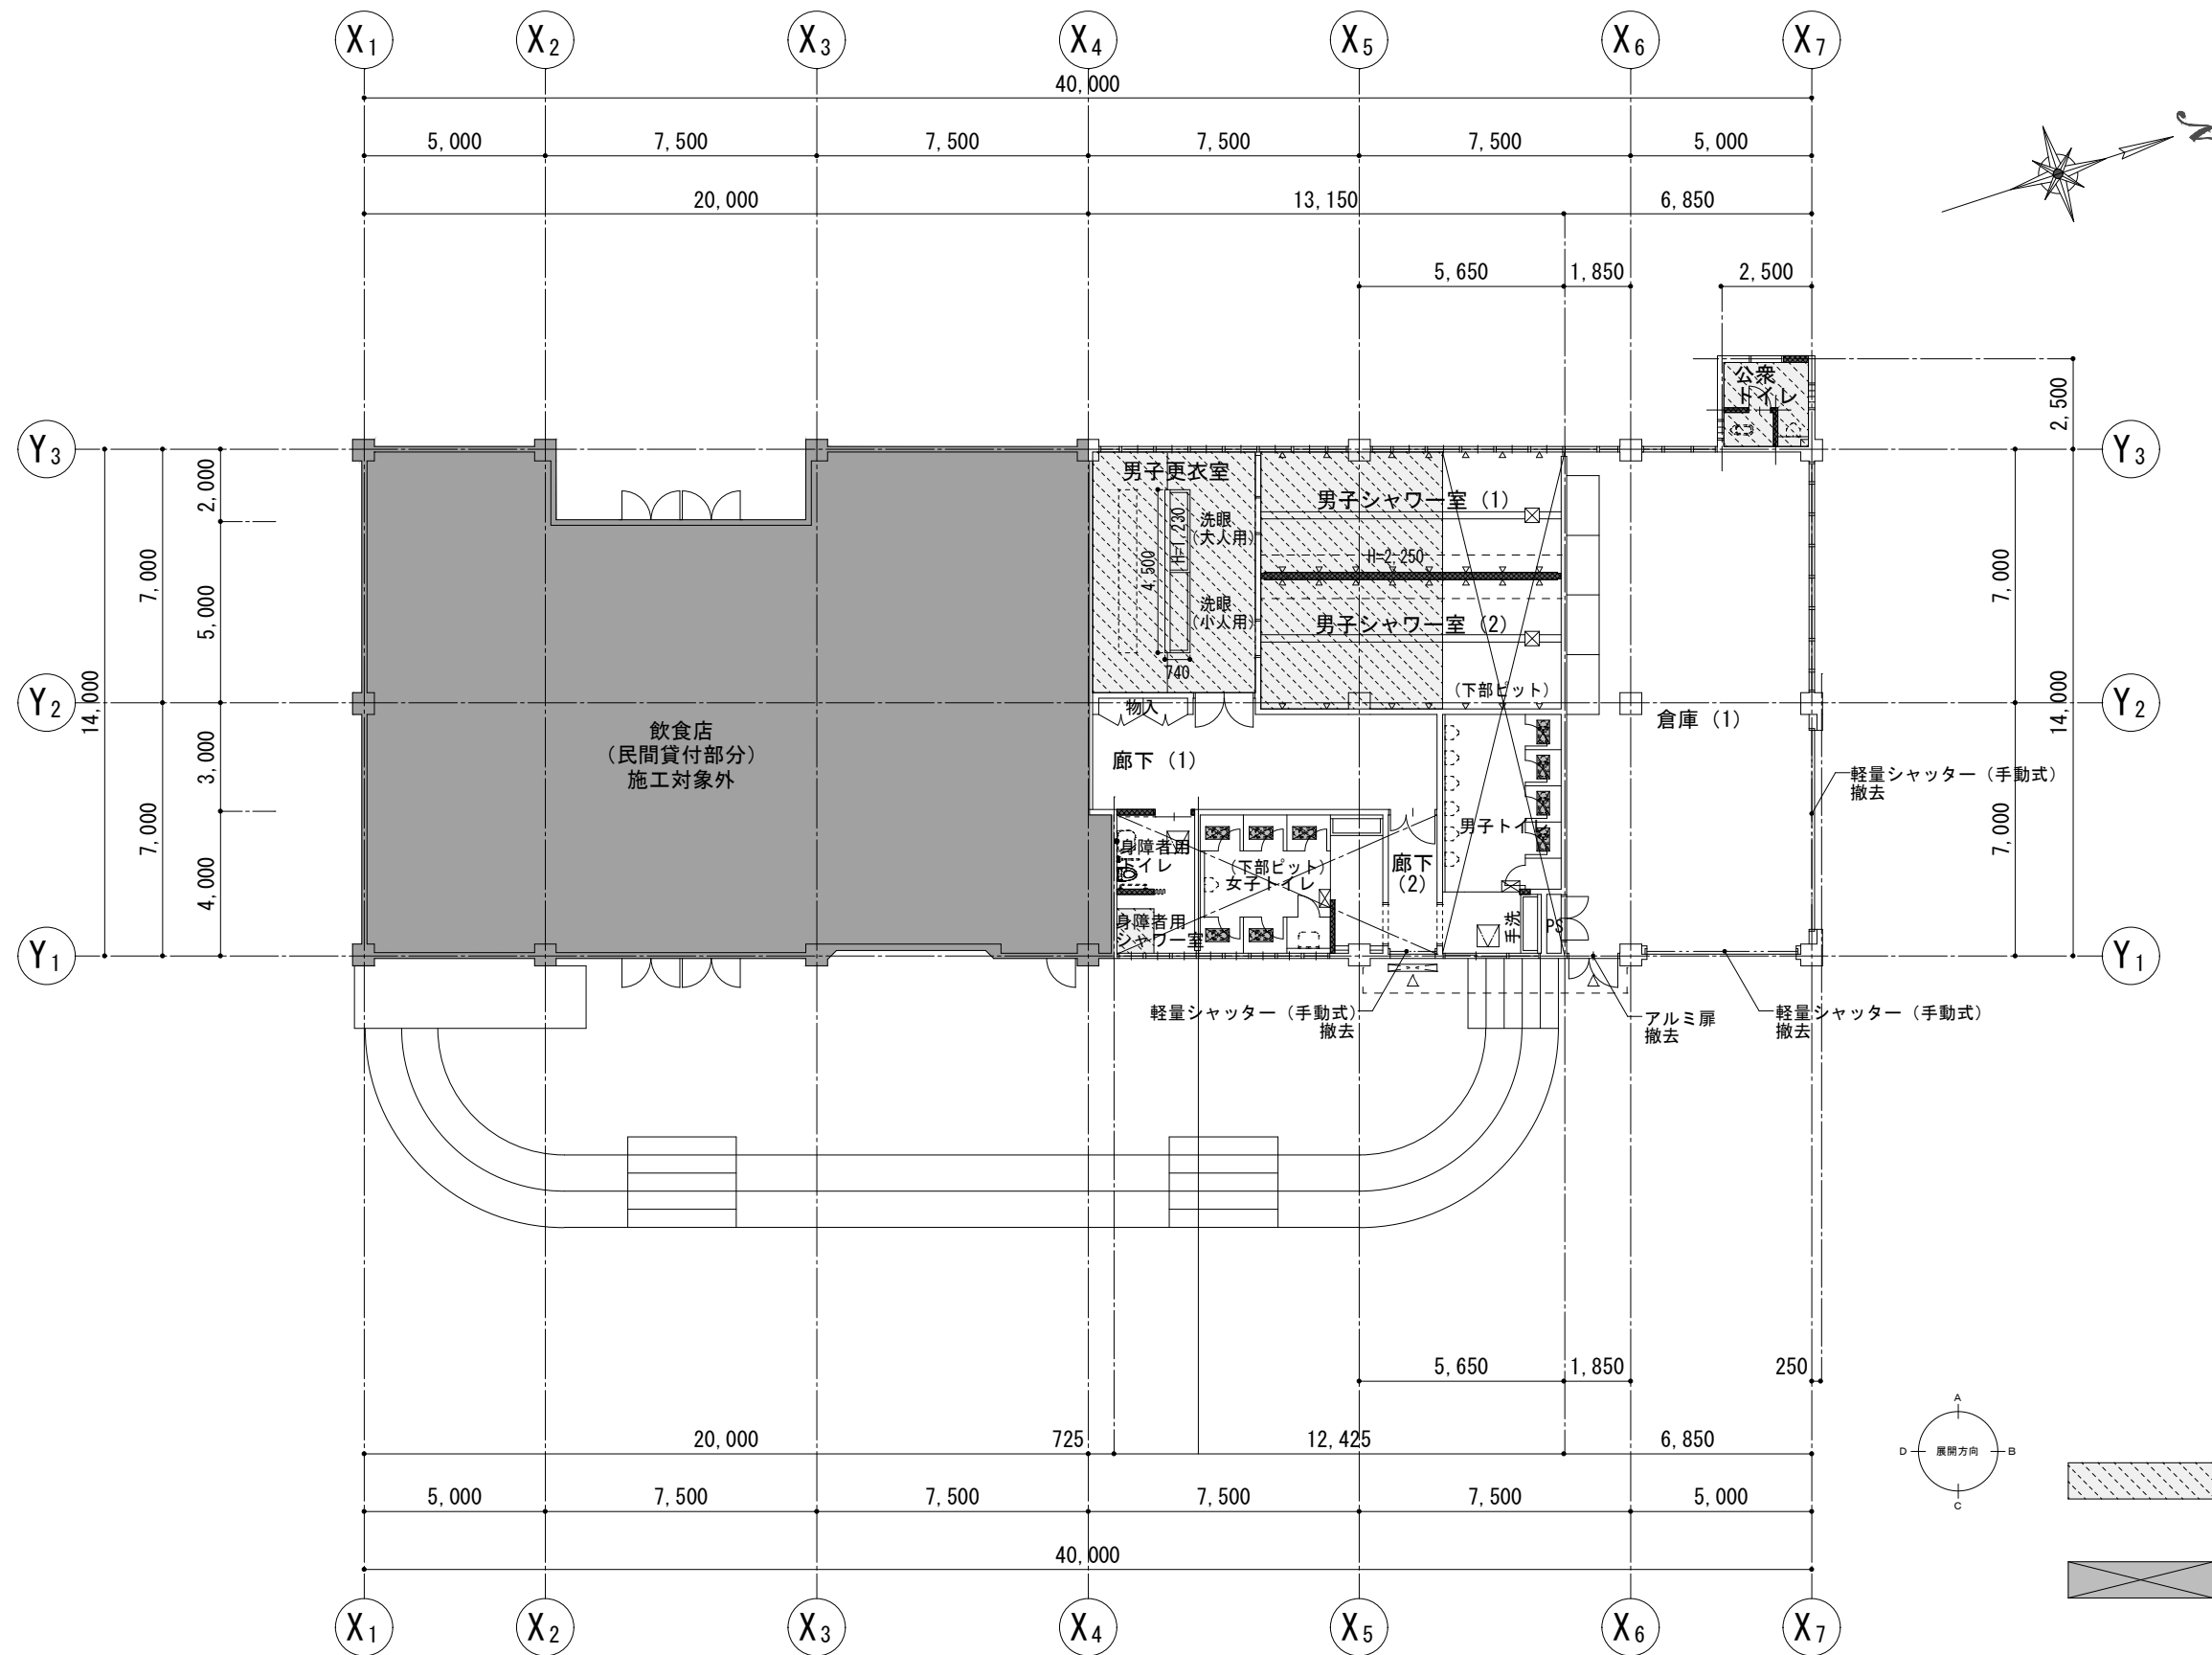 X1 X2 X3 X4 X5 X6 X7
40,000
5,000 7,500 7,500 7,500 7,500 5,000
20,000 13,150 6,850
5,650 1,850 2,500
N
公衆
トイレ
2,500
Y3 Y3
2,000
7,000
5,000
14,000
Y2 Y2
3,000
7,000
4,000
Y1 Y1
7,000
14,000
7,000
男子更衣室
洗眼
(大人用)
H=1,230
4,500
洗眼
(小人用)
740
男子シャワー室 (1)
H=2,250
男子シャワー室 (2)
(下部ピット)
物入
飲食店
(民間貸付部分)
施工対象外
廊下 (1)
倉庫 (1)
軽量シャッター (手動式)
撤去
男子トイレ
身障者用
トイレ
(下部ピット)
女子トイレ
廊下
(2)
身障者用
シャワー室
手洗
PS
軽量シャッター (手動式)
撤去
アルミ扉
撤去
軽量シャッター (手動式)
撤去
5,650 1,850 250
20,000 725 12,425 6,850
5,000 7,500 7,500 7,500 7,500 5,000
40,000
A
D 展開方向 B
C
X1 X2 X3 X4 X5 X6 X7